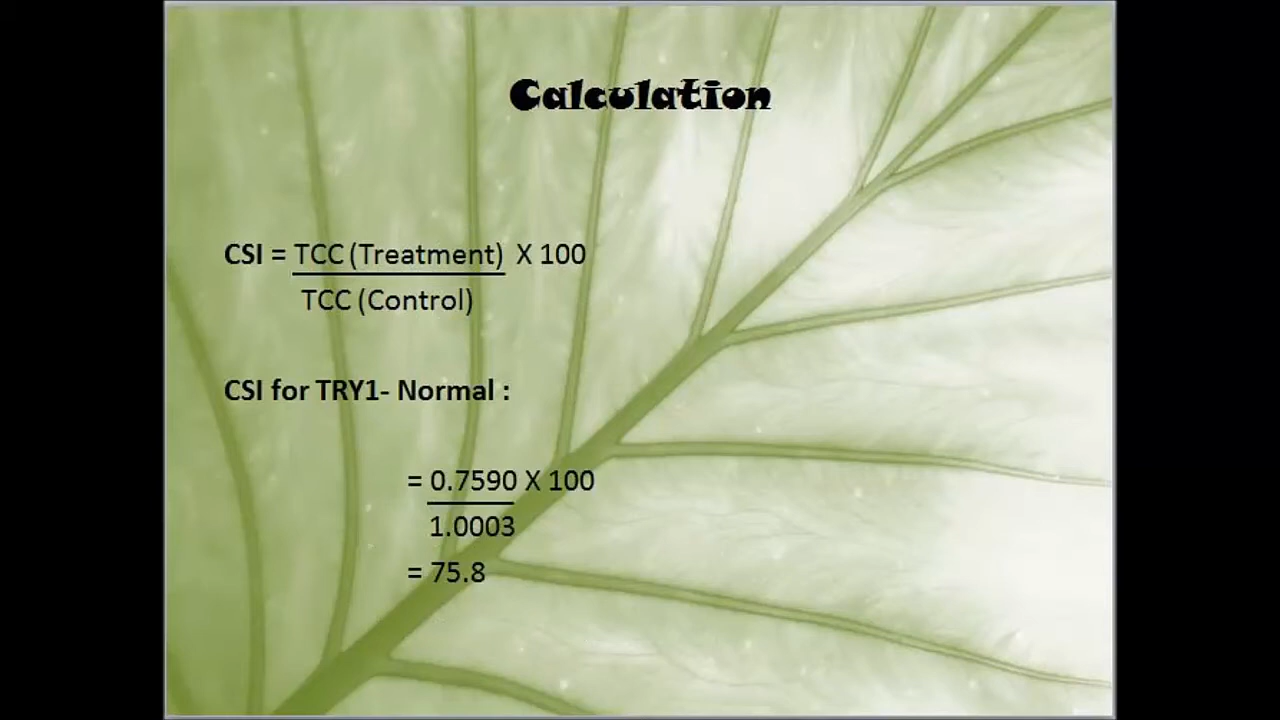 Calculation
CSI = TCC (Treatment) X 100
TCC (Control)
CSI for TRY1- Normal :
= 0.7590 X 100
1.0003
= 75.8